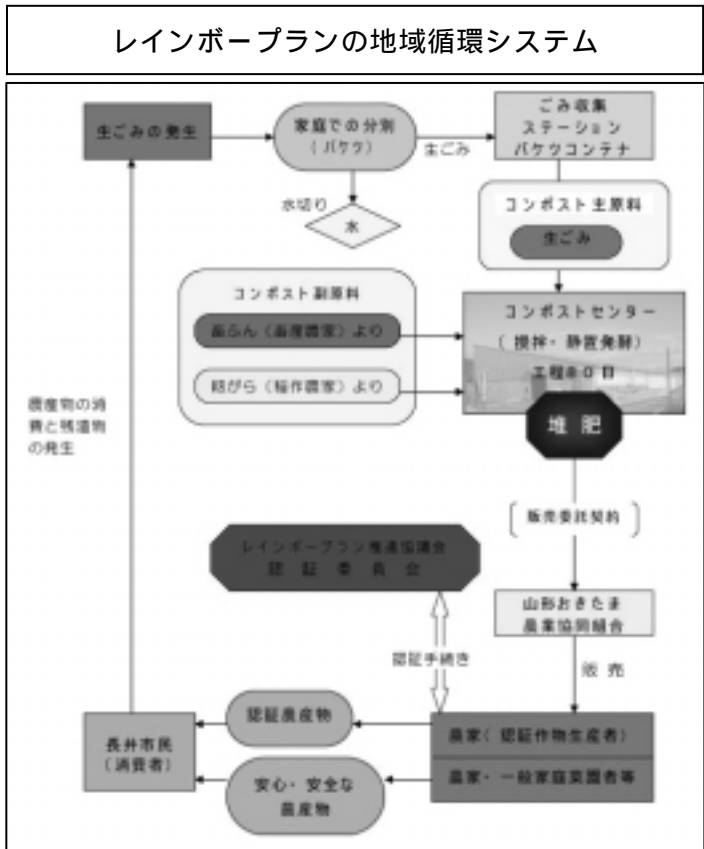 レインボープランの地域循環システム
生ごみの発生
家庭での分別
(バケツ)
生ごみ
ごみ収集
ステーション
バケツコンテナ
水切り
水
コンポスト主原料
生ごみ
コンポスト副原料
畜ふん(畜産農家)より
籾がら(稲作農家)より
コンポストセンター
(撹拌・静置発酵)
工程80日
堆肥
農産物の消
費と残渣物
の発生
販売委託契約
レインボープラン推進協議会
認証委員会
山形おきたま
農業協同組合
認証手続き
販売
認証農産物
長井市民
(消費者)
安心・安全な
農産物
農家(認証作物生産者)
農家・一般家庭菜園者等